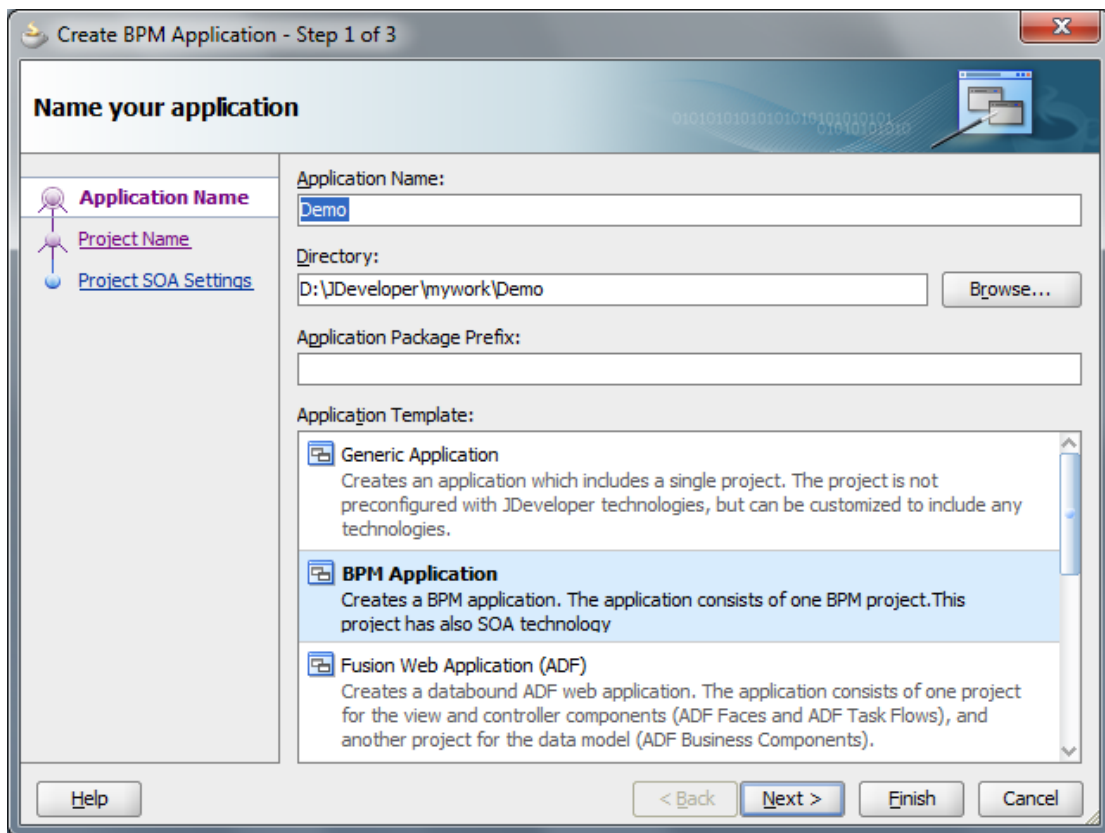 Create BPM Application - Step 1 of 3
Name your application
0101010101010101010101010101
01010101010
Application Name
Project Name
Project SOA Settings
Application Name:
Demo
Directory:
D:\JDeveloper\mywork\Demo
Browse...
Application Package Prefix:
Application Template:
Generic Application
Creates an application which includes a single project. The project is not
preconfigured with JDeveloper technologies, but can be customized to include any
technologies.
BPM Application
Creates a BPM application. The application consists of one BPM project.This
project has also SOA technology
Fusion Web Application (ADF)
Creates a databound ADF web application. The application consists of one project
for the view and controller components (ADF Faces and ADF Task Flows), and
another project for the data model (ADF Business Components).
Help
< Back
Next >
Finish
Cancel